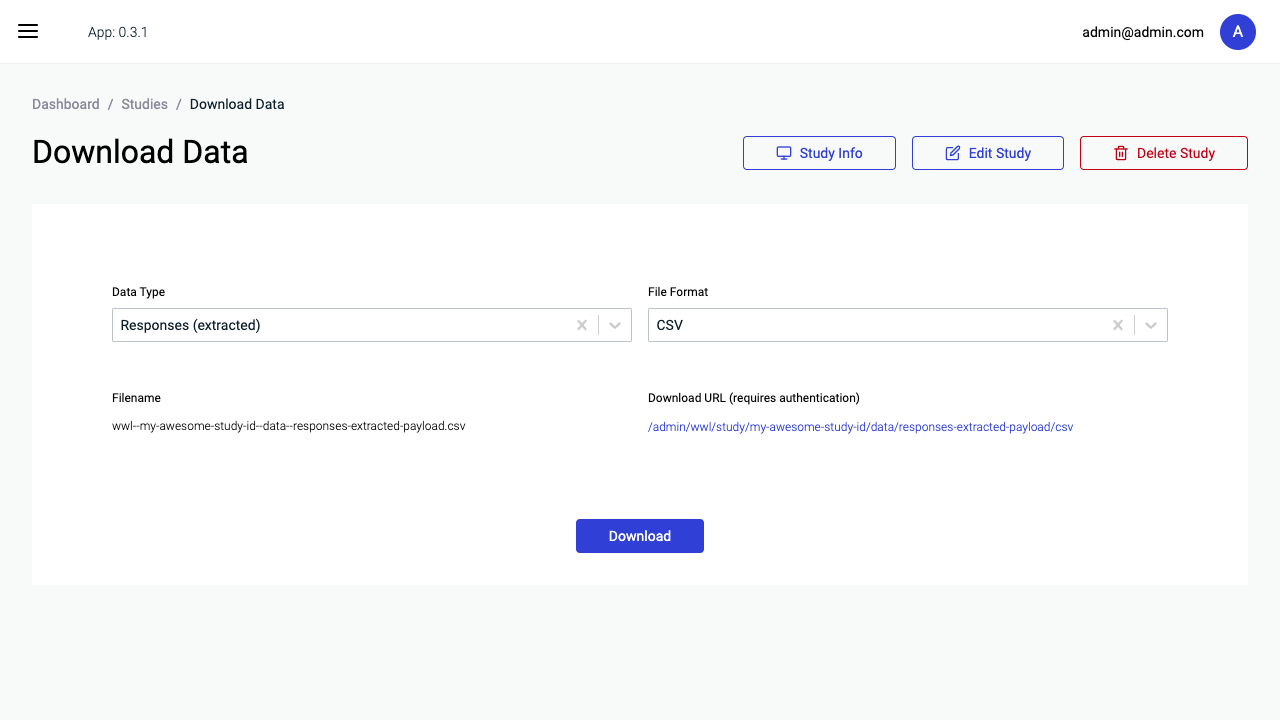 App: 0.3.1
admin@admin.com
A
Dashboard / Studies / Download Data
Download Data
Study Info
Edit Study
Delete Study
Data Type
File Format
Responses (extracted)
CSV
Filename
Download URL (requires authentication)
wwl--my-awesome-study-id--data--responses-extracted-payload.csv
/admin/wwl/study/my-awesome-study-id/data/responses-extracted-payload/csv
Download